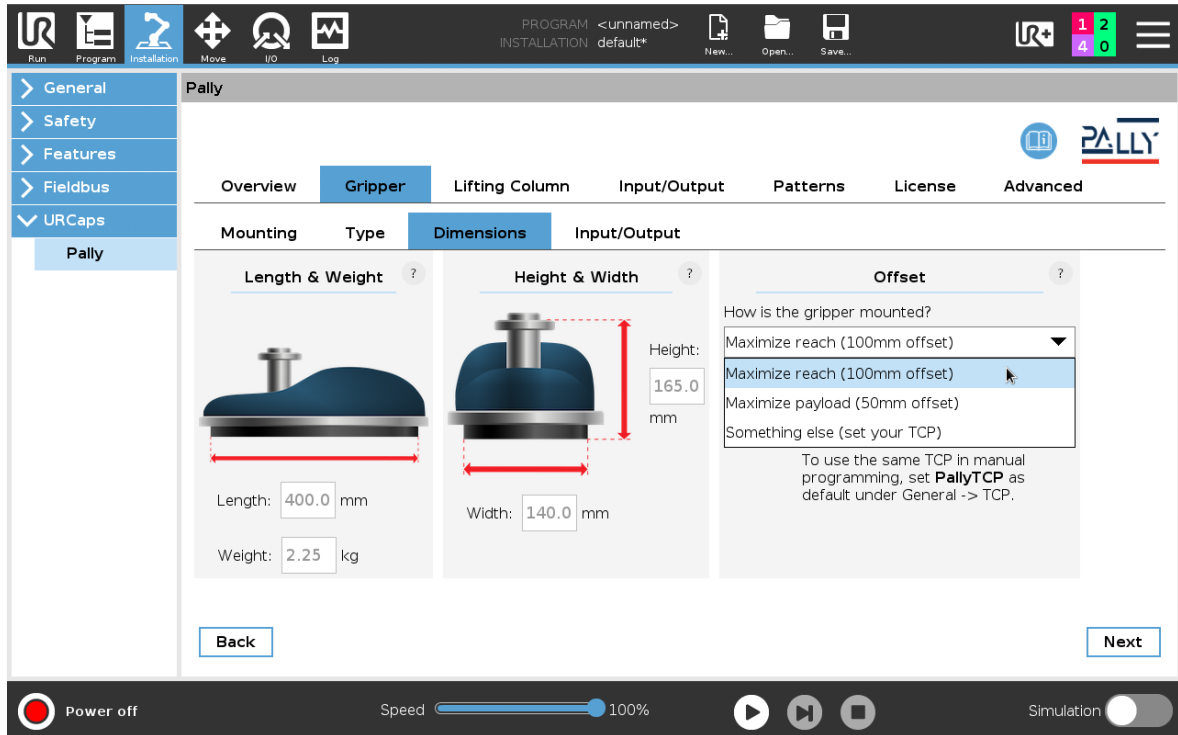 PROGRAM <unnamed>
INSTALLATION default*
Run Program Installation Move I/O Log New... Open... Save...
UR+
1 2
4 0
General
Safety
Features
Fieldbus
URCaps
Pally
Pally
PALLY
Overview Gripper Lifting Column Input/Output Patterns License Advanced
Mounting Type Dimensions Input/Output
Length & Weight ?
Length: 400.0 mm
Weight: 2.25 kg
Height & Width ?
Height:
165.0
mm
Width: 140.0 mm
Offset ?
How is the gripper mounted?
Maximize reach (100mm offset)
Maximize reach (100mm offset)
Maximize payload (50mm offset)
Something else (set your TCP)
To use the same TCP in manual
programming, set PallyTCP as
default under General -> TCP.
Back Next
Power off Speed 100% Simulation